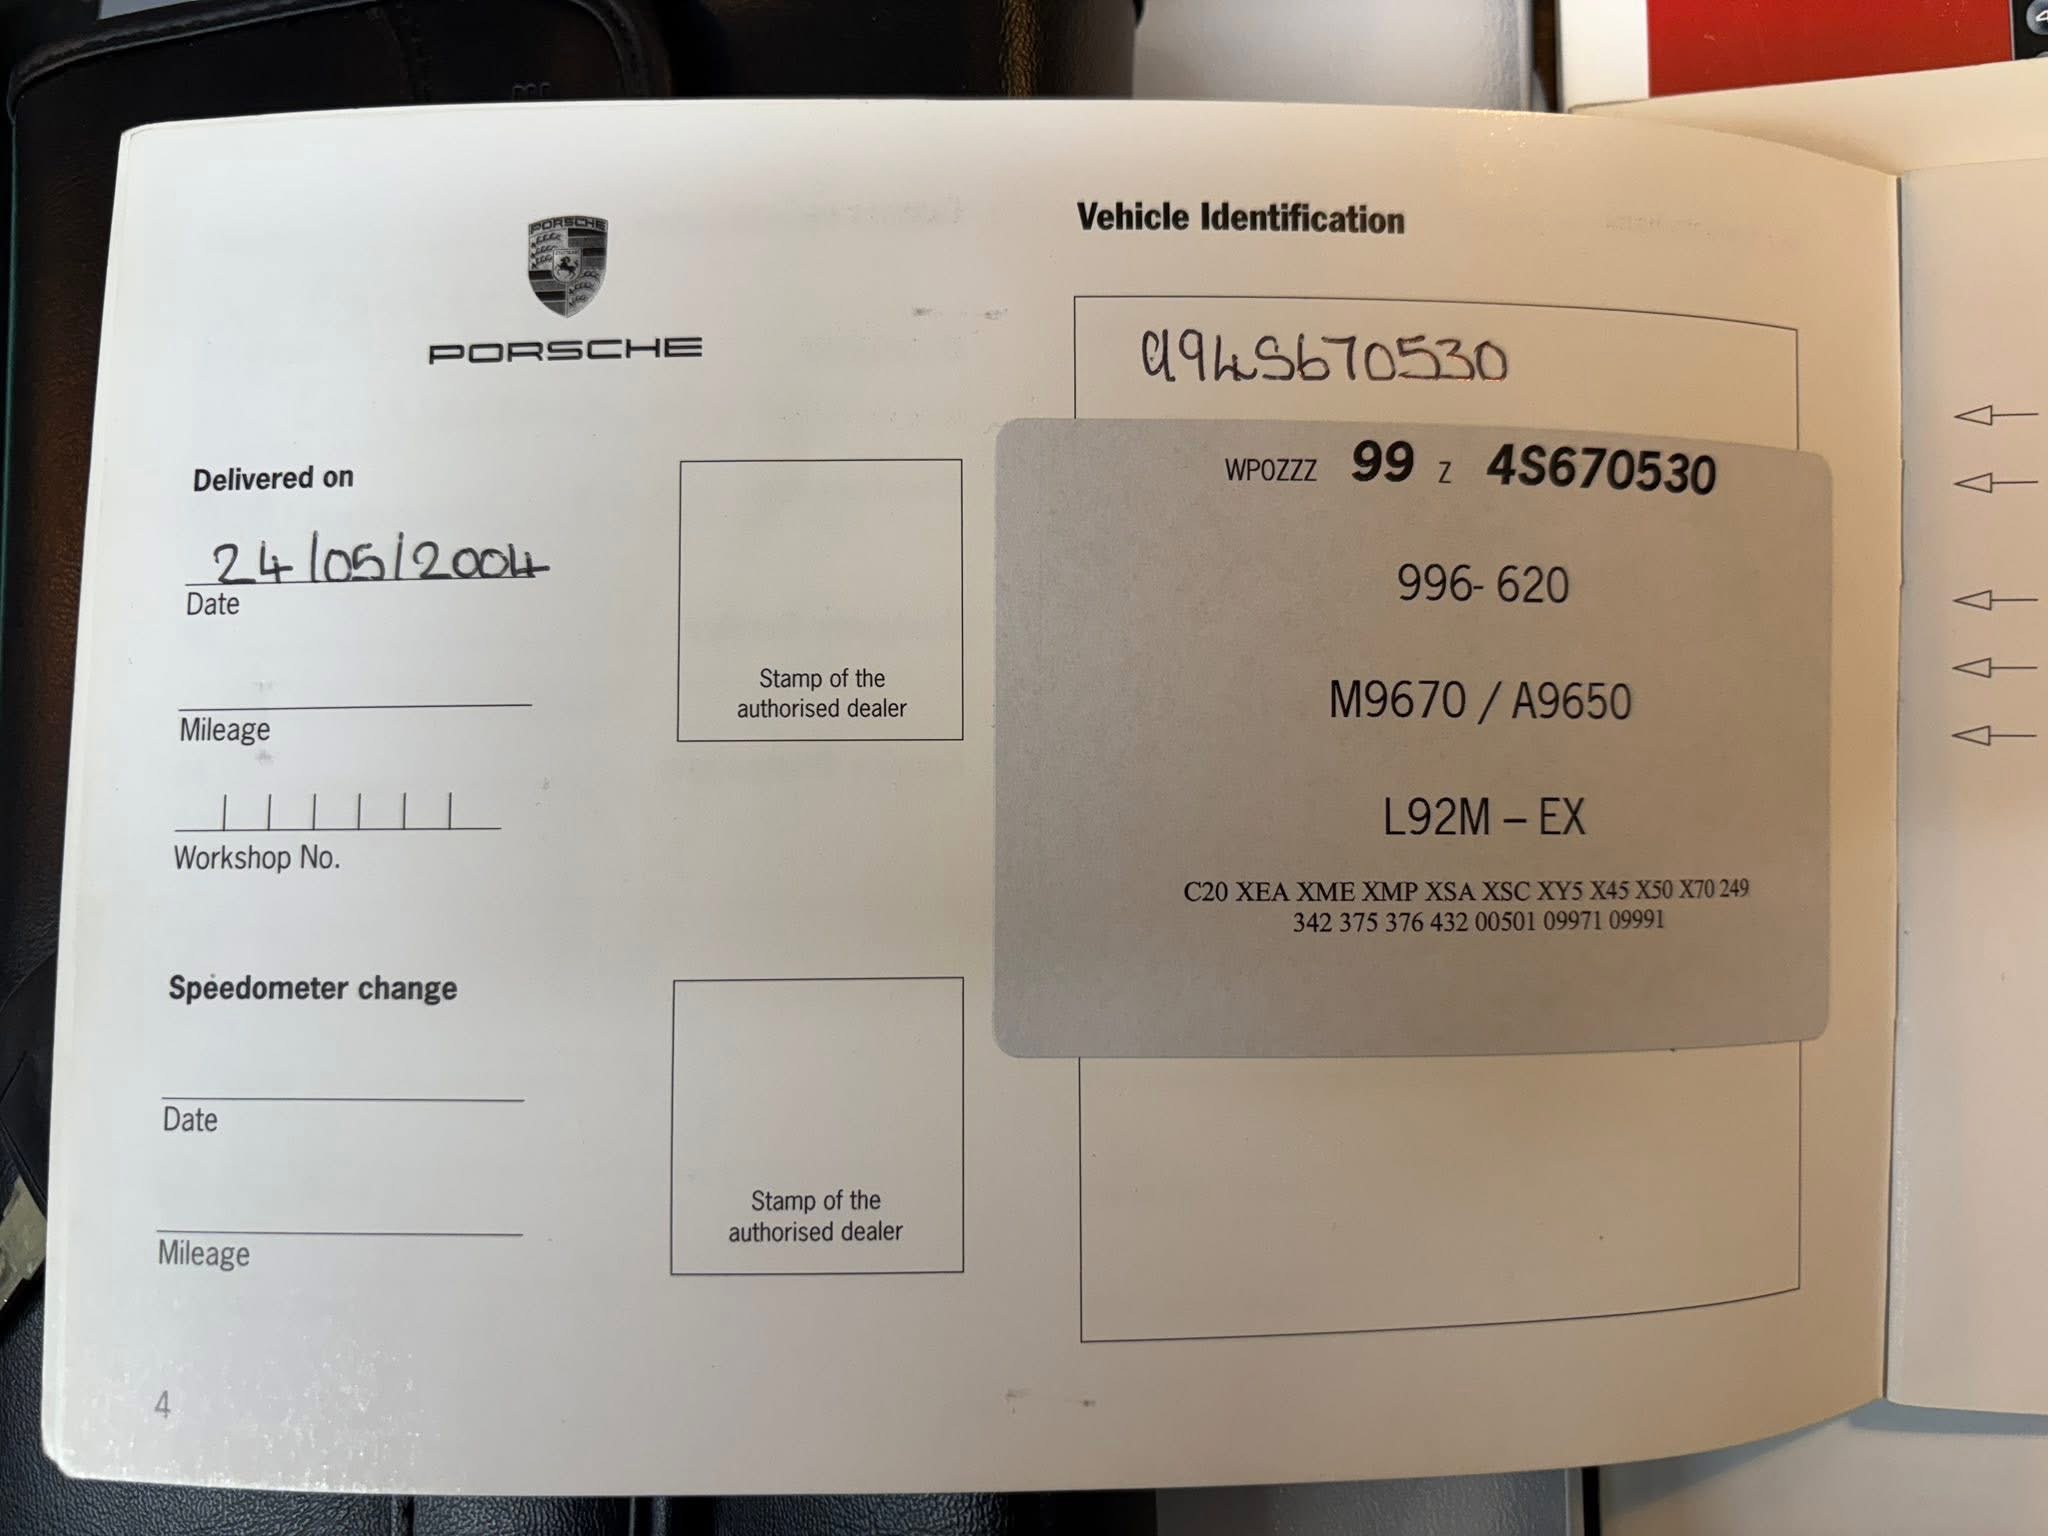 PORSCHE
PORSCHE
Delivered on
24/05/2004
Date
Mileage
Workshop No.
Stamp of the
authorised dealer
Speedometer change
Date
Mileage
Stamp of the
authorised dealer
4
Vehicle Identification
994S670530
WP0ZZZ 99 Z 4S670530
996- 620
M9670 / A9650
L92M – EX
C20 XEA XME XMP XSA XSC XY5 X45 X50 X70 249
342 375 376 432 00501 09971 09991